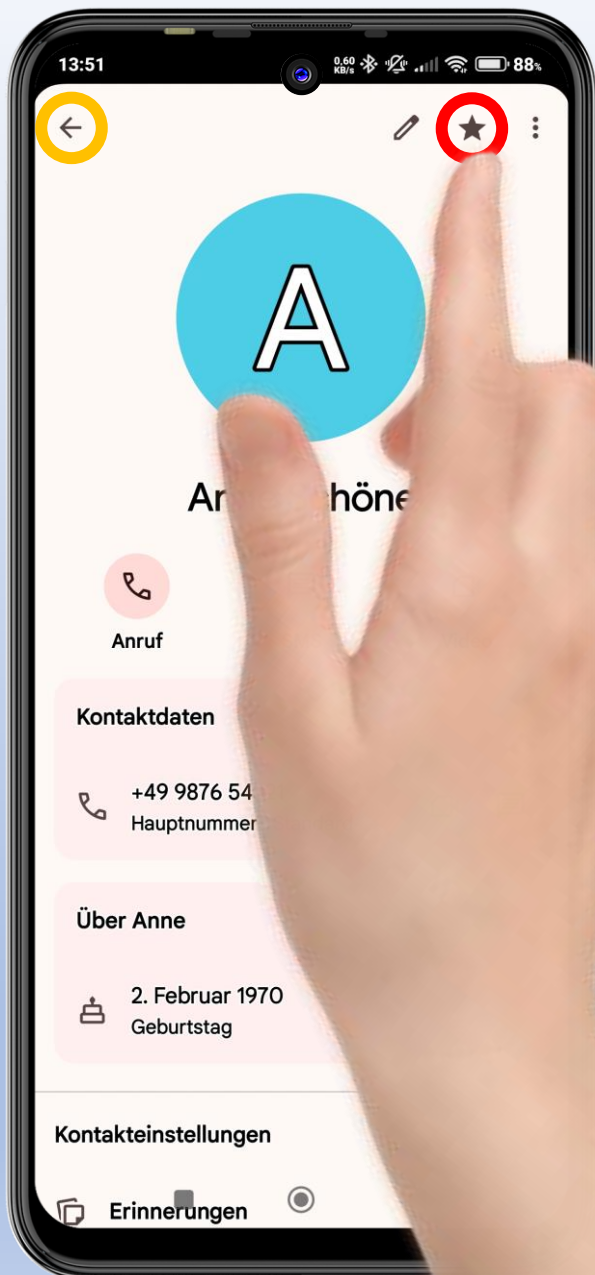 13:51 0,60 KB/s 88%
A
Anruf
Kontaktdaten
+49 9876 54
Hauptnummer
Über Anne
2. Februar 1970
Geburtstag
Kontakteinstellungen
Erinnerungen